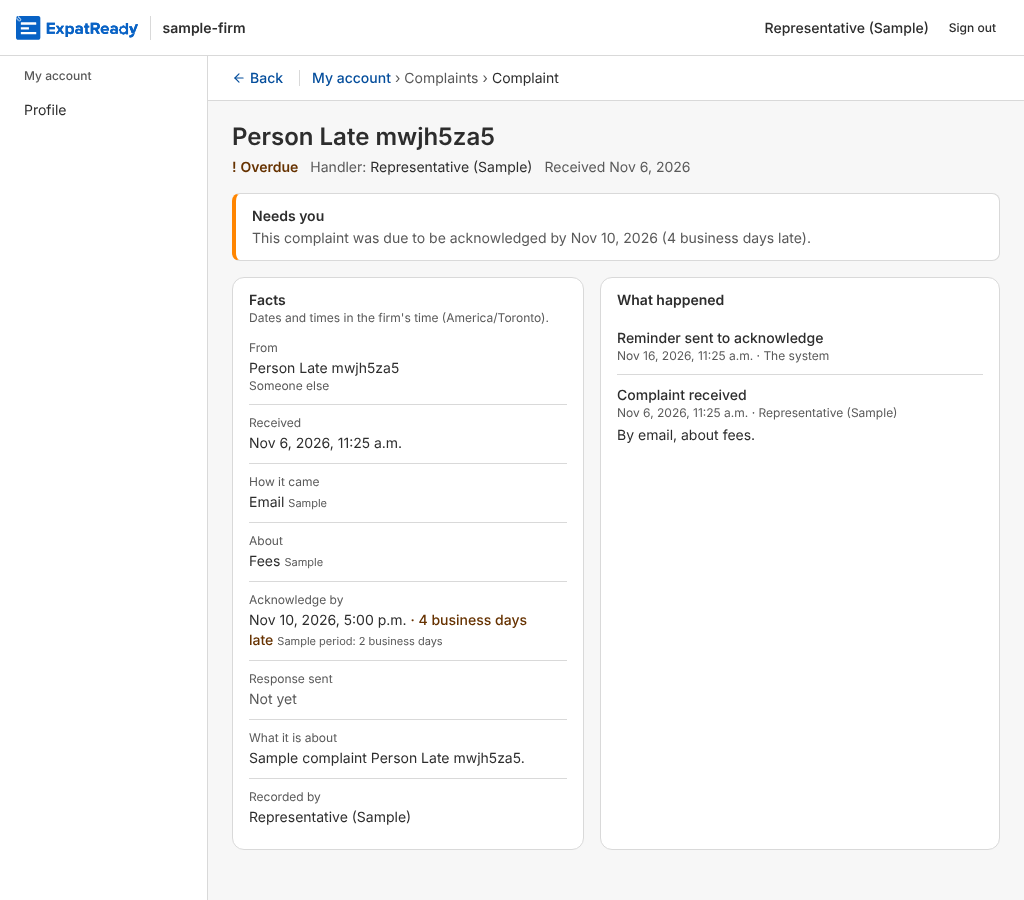 ExpatReady
sample-firm
Representative (Sample)
Sign out
My account
Profile
← Back
My account › Complaints › Complaint
Person Late mwjh5za5
! Overdue Handler: Representative (Sample) Received Nov 6, 2026
Needs you
This complaint was due to be acknowledged by Nov 10, 2026 (4 business days late).
Facts
Dates and times in the firm's time (America/Toronto).
From
Person Late mwjh5za5
Someone else
Received
Nov 6, 2026, 11:25 a.m.
How it came
Email Sample
About
Fees Sample
Acknowledge by
Nov 10, 2026, 5:00 p.m. · 4 business days
late Sample period: 2 business days
Response sent
Not yet
What it is about
Sample complaint Person Late mwjh5za5.
Recorded by
Representative (Sample)
What happened
Reminder sent to acknowledge
Nov 16, 2026, 11:25 a.m. · The system
Complaint received
Nov 6, 2026, 11:25 a.m. · Representative (Sample)
By email, about fees.